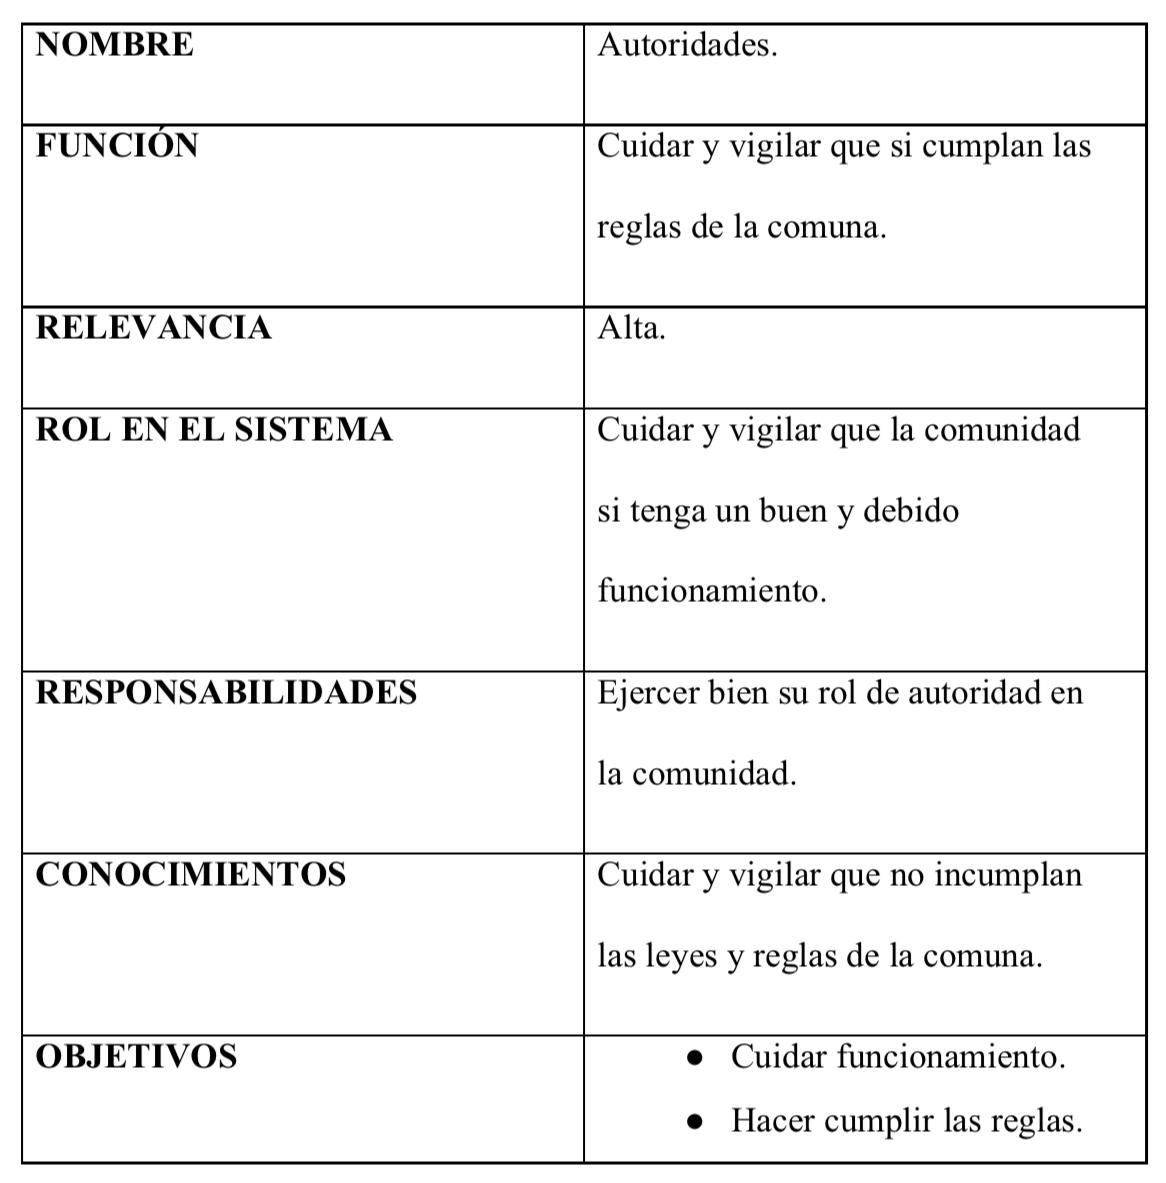 NOMBRE
Autoridades.
FUNCIÓN
Cuidar y vigilar que si cumplan las
reglas de la comuna.
RELEVANCIA
Alta.
ROL EN EL SISTEMA
Cuidar y vigilar que la comunidad
si tenga un buen y debido
funcionamiento.
RESPONSABILIDADES
Ejercer bien su rol de autoridad en
la comunidad.
CONOCIMIENTOS
Cuidar y vigilar que no incumplan
las leyes y reglas de la comuna.
OBJETIVOS
● Cuidar funcionamiento.
● Hacer cumplir las reglas.